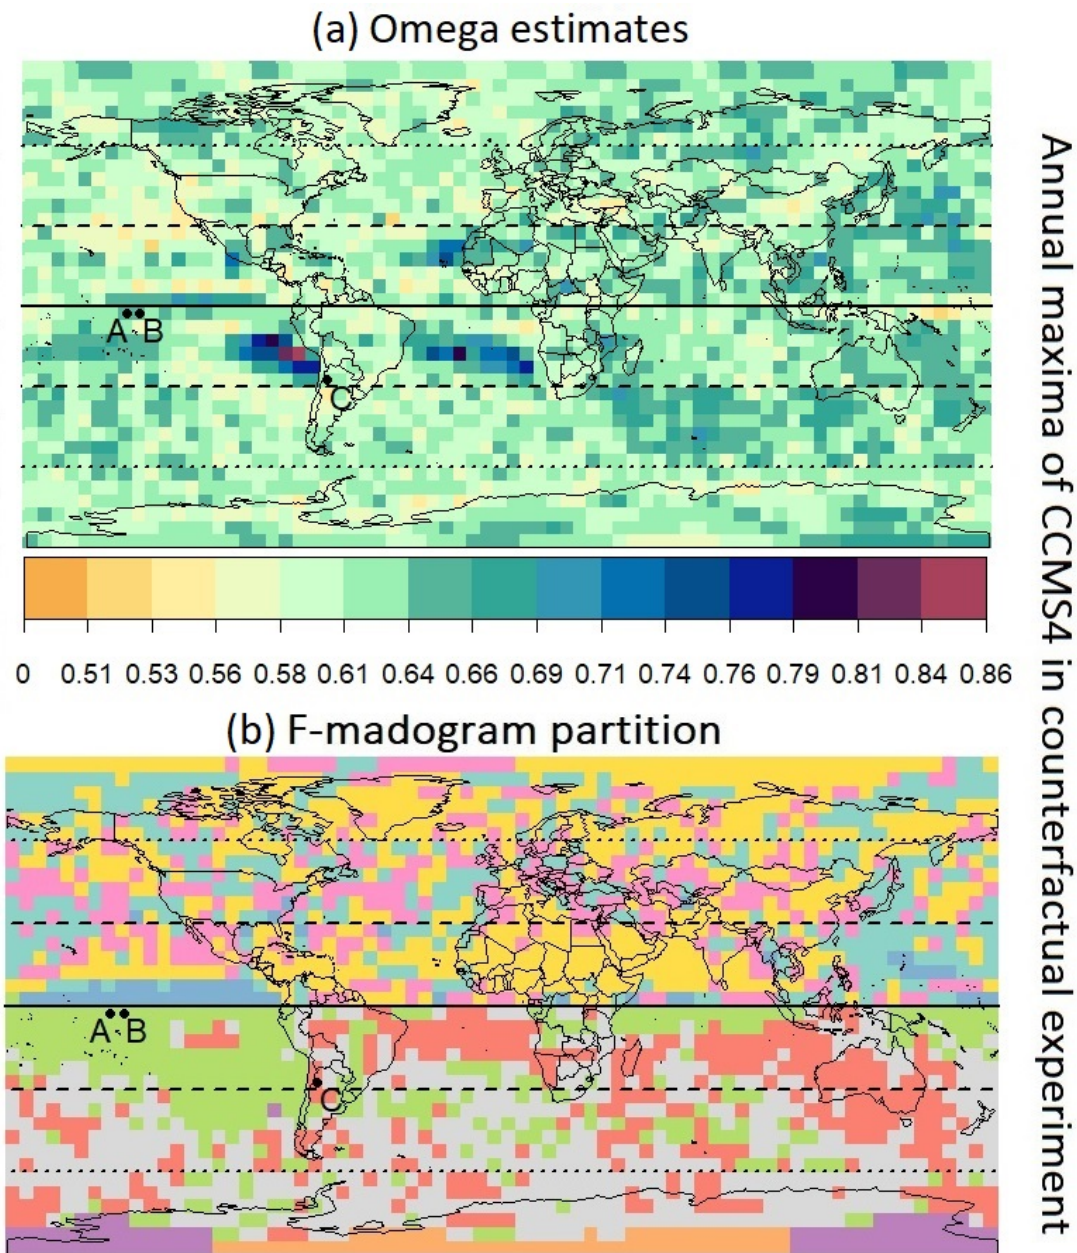 (a) Omega estimates
A B
C
0 0.51 0.53 0.56 0.58 0.61 0.64 0.66 0.69 0.71 0.74 0.76 0.79 0.81 0.84 0.86
(b) F-madogram partition
A B
C
Annual maxima of CCMS4 in counterfactual experiment